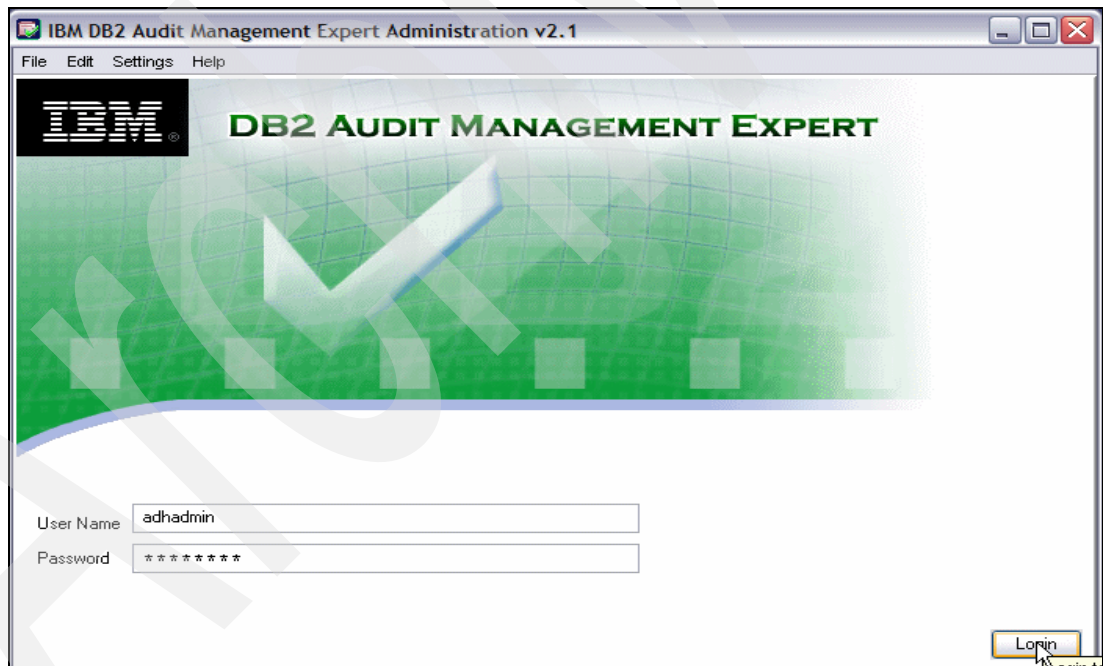 IBM DB2 Audit Management Expert Administration v2.1
File Edit Settings Help
IBM®
DB2 AUDIT MANAGEMENT EXPERT
User Name adhadmin
Password ********
Login